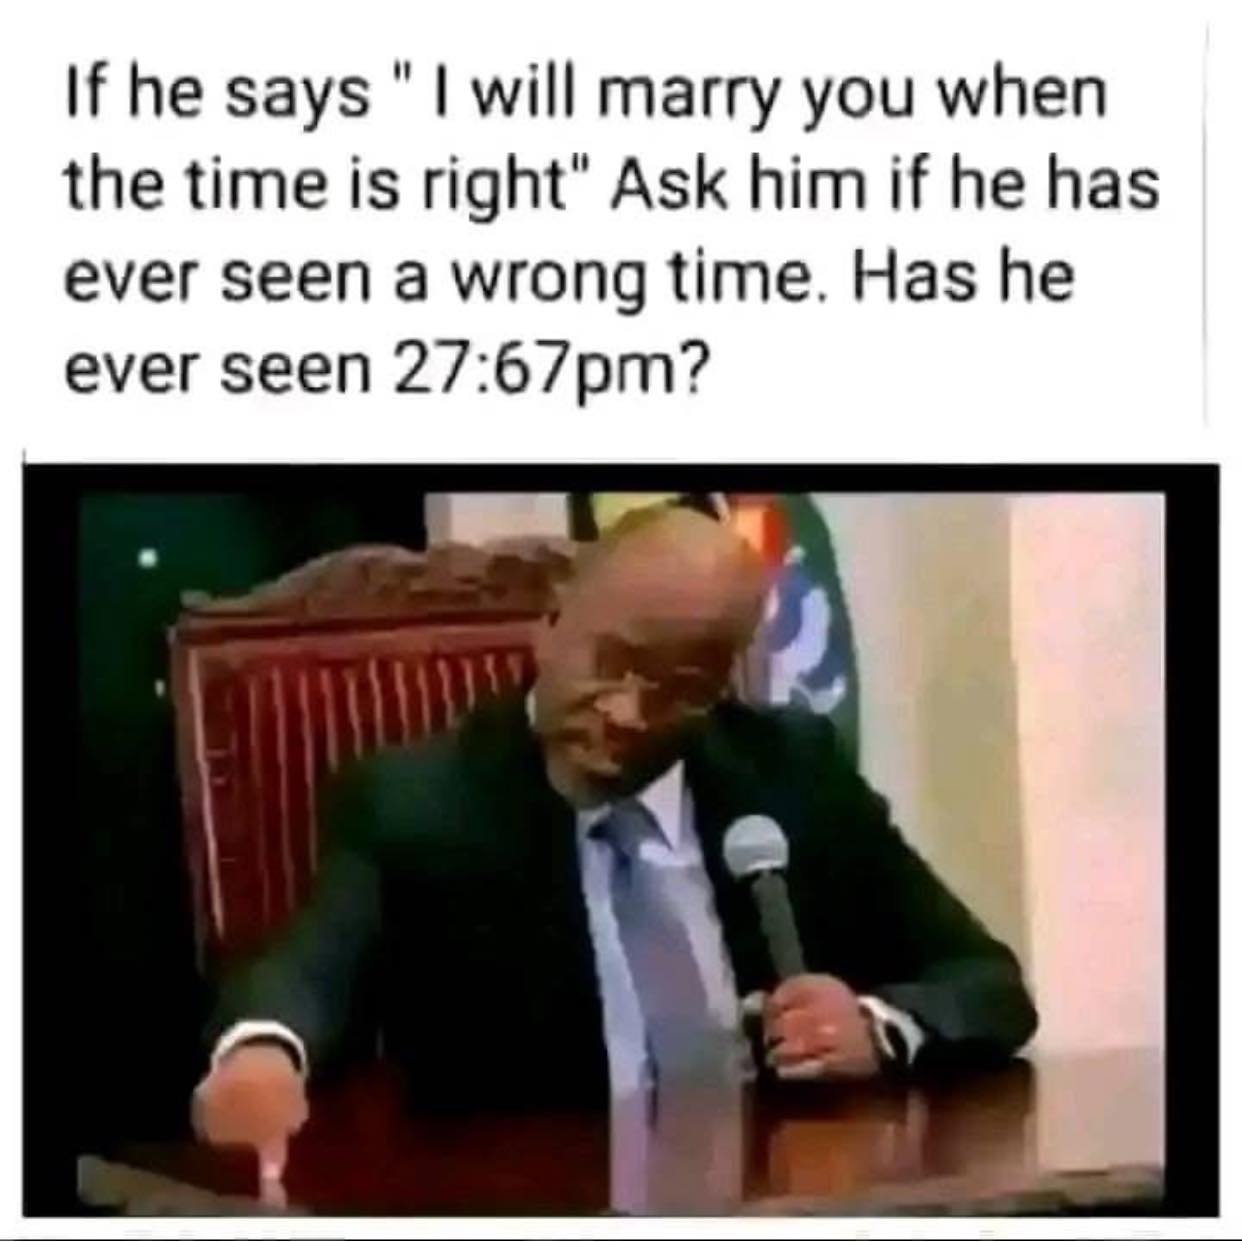 If he says " I will marry you when
the time is right" Ask him if he has
ever seen a wrong time. Has he
ever seen 27:67pm?